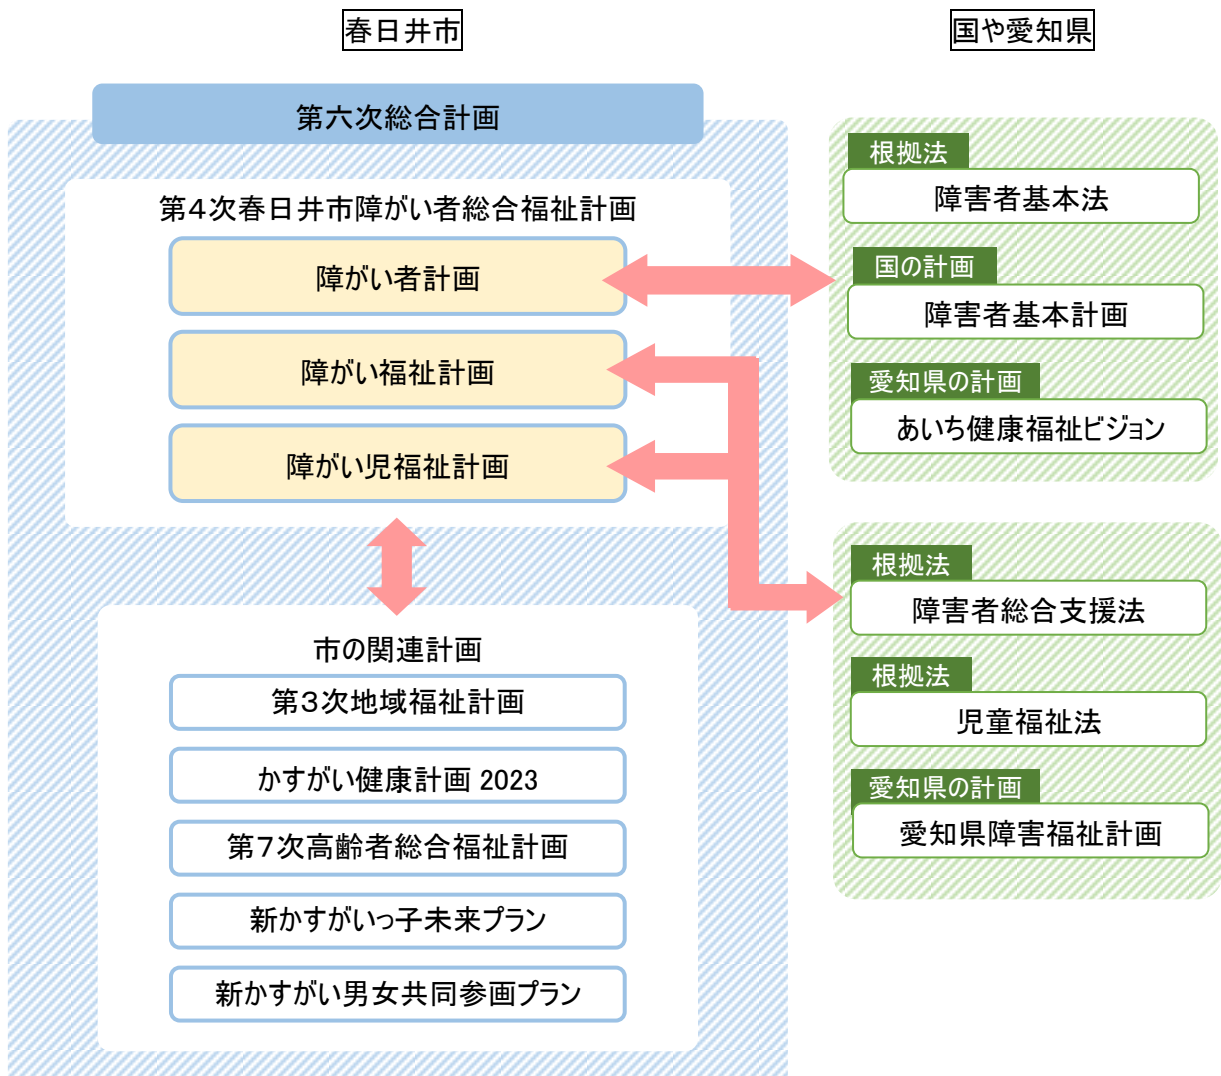 春日井市
第六次総合計画
第４次春日井市障がい者総合福祉計画
障がい者計画
障がい福祉計画
障がい児福祉計画
市の関連計画
第３次地域福祉計画
かすがい健康計画 2023
第７次高齢者総合福祉計画
新かすがいっ子未来プラン
新かすがい男女共同参画プラン
国や愛知県
根拠法
障害者基本法
国の計画
障害者基本計画
愛知県の計画
あいち健康福祉ビジョン
根拠法
障害者総合支援法
根拠法
児童福祉法
愛知県の計画
愛知県障害福祉計画